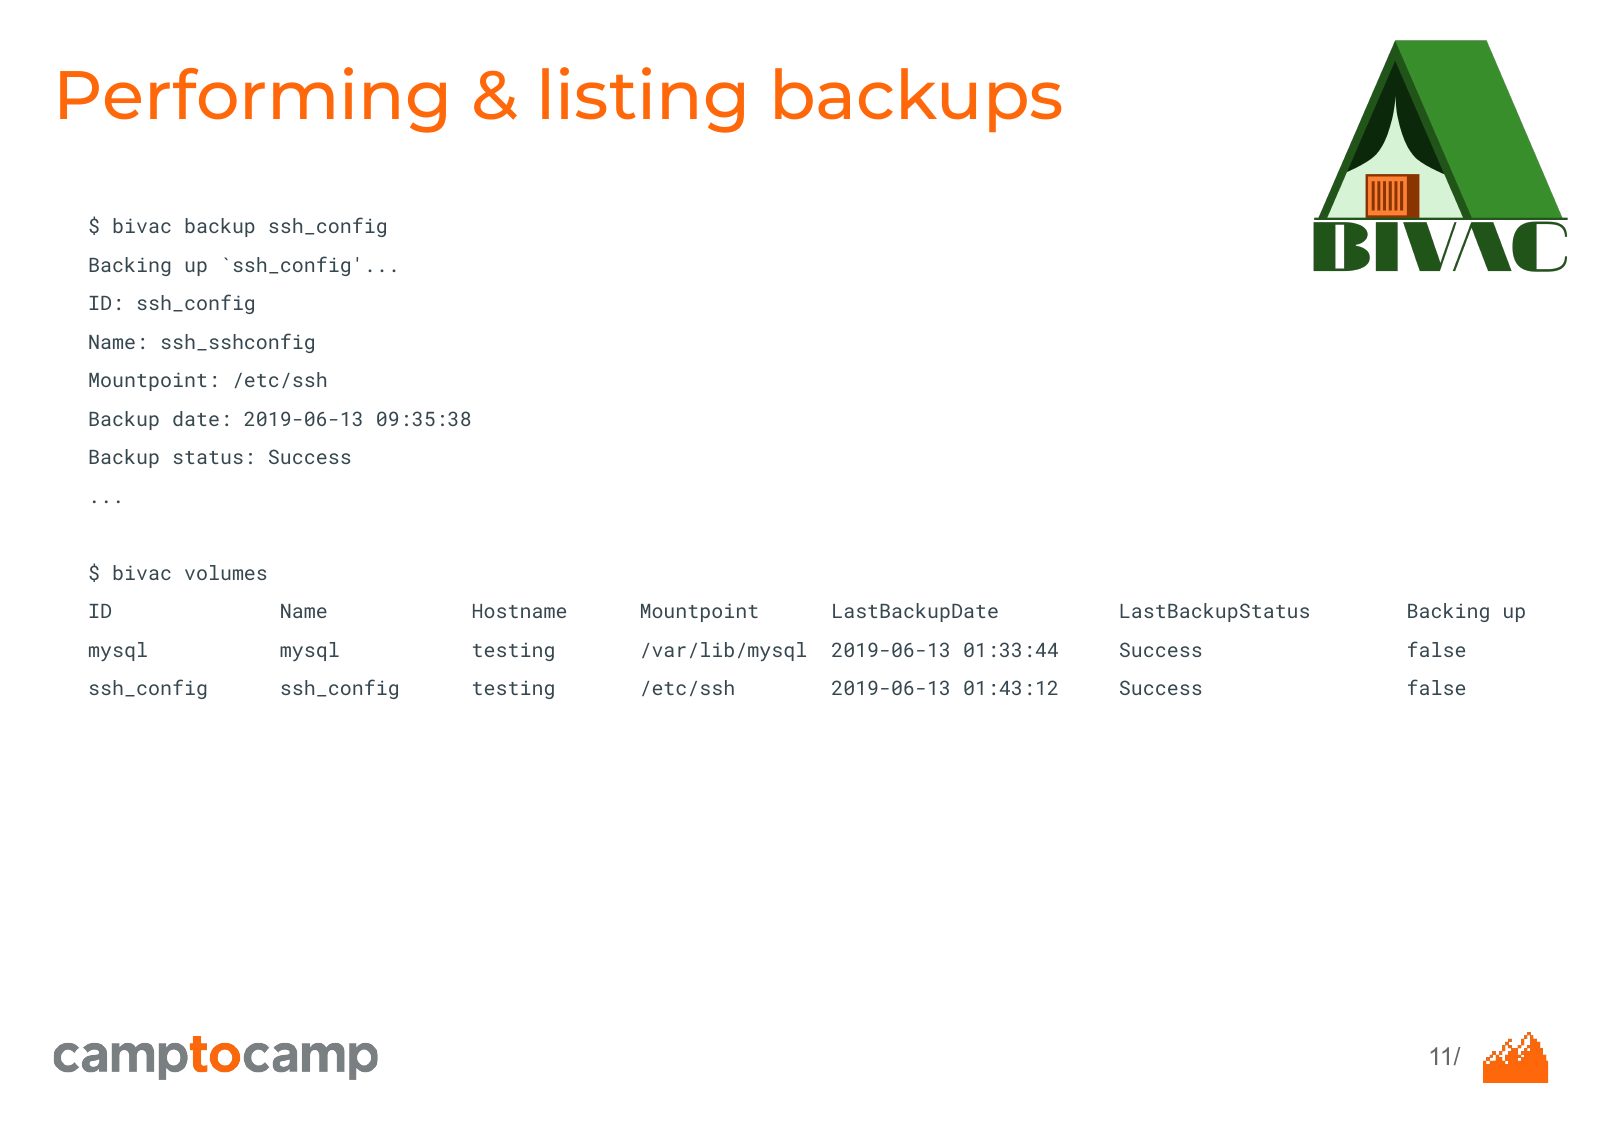 Performing & listing backups
BIVAC
$ bivac backup ssh_config
Backing up `ssh_config'...
ID: ssh_config
Name: ssh_sshconfig
Mountpoint: /etc/ssh
Backup date: 2019-06-13 09:35:38
Backup status: Success
...
$ bivac volumes
ID Name Hostname Mountpoint LastBackupDate LastBackupStatus Backing up
mysql mysql testing /var/lib/mysql 2019-06-13 01:33:44 Success false
ssh_config ssh_config testing /etc/ssh 2019-06-13 01:43:12 Success false
camptocamp
11/